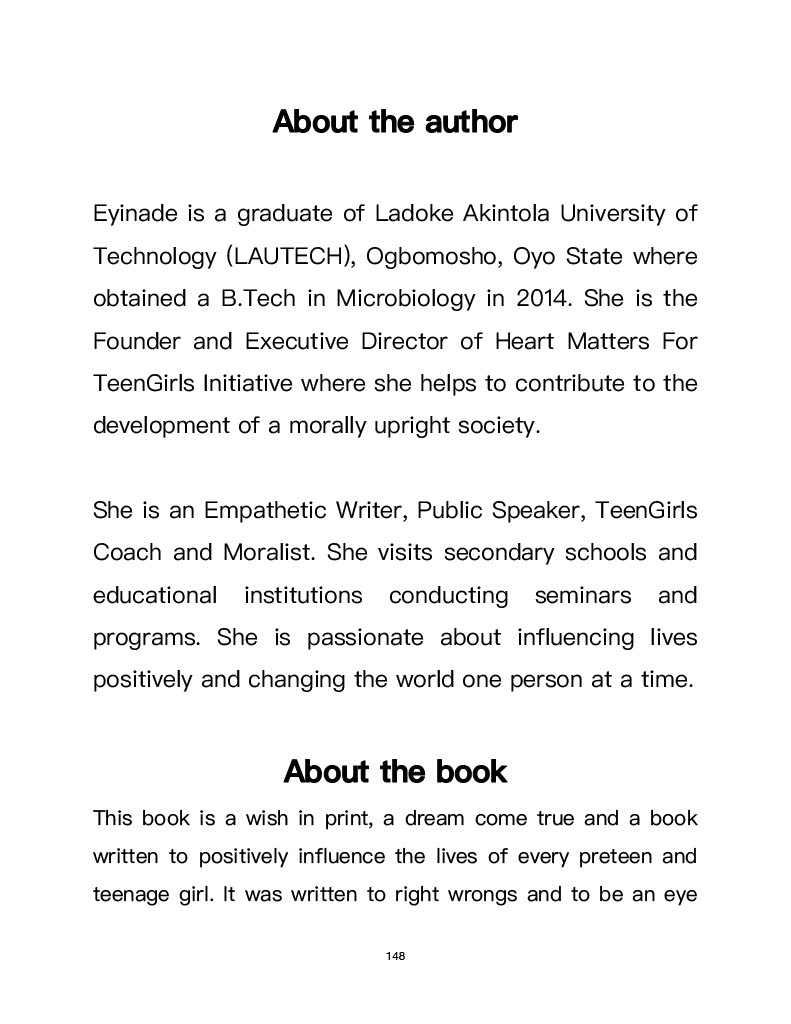 About the author
Eyinade is a graduate of Ladoke Akintola University of
Technology (LAUTECH), Ogbomosho, Oyo State where
obtained a B.Tech in Microbiology in 2014. She is the
Founder and Executive Director of Heart Matters For
TeenGirls Initiative where she helps to contribute to the
development of a morally upright society.
She is an Empathetic Writer, Public Speaker, TeenGirls
Coach and Moralist. She visits secondary schools and
educational institutions conducting seminars and
programs. She is passionate about influencing lives
positively and changing the world one person at a time.
About the book
This book is a wish in print, a dream come true and a book
written to positively influence the lives of every preteen and
teenage girl. It was written to right wrongs and to be an eye
148